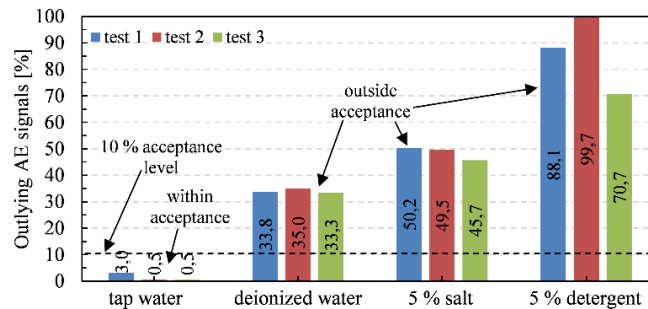 Outlying AE signals [%]
100
90
80
70
60
50
40
30
20
10
0
test 1 test 2 test 3
outside
acceptance
10 % acceptance
level
within
acceptance
3,0 0,5 0,5
33,8 35,0 33,3
50,2 49,5 45,7
88,1 99,7 70,7
tap water deionized water 5 % salt 5 % detergent